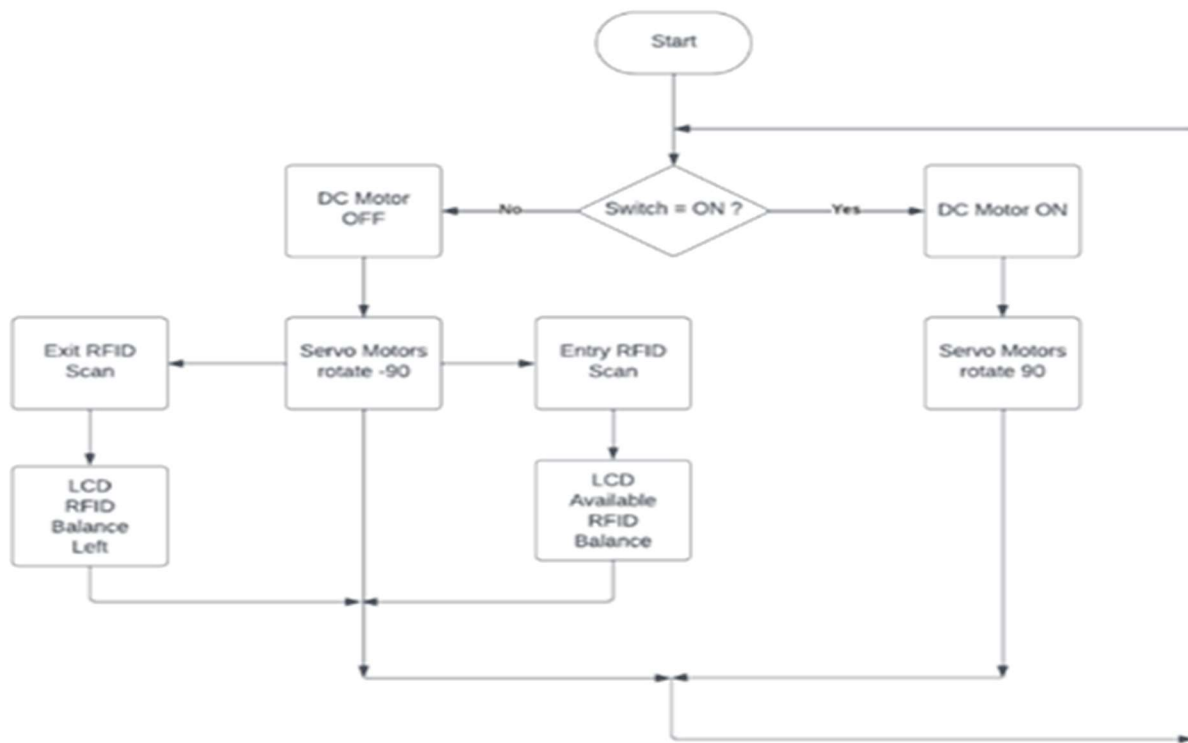 Start
DC Motor
OFF
No
Switch = ON ?
Yes
DC Motor ON
Exit RFID
Scan
Servo Motors
rotate -90
Entry RFID
Scan
Servo Motors
rotate 90
LCD
RFID
Balance
Left
LCD
Available
RFID
Balance